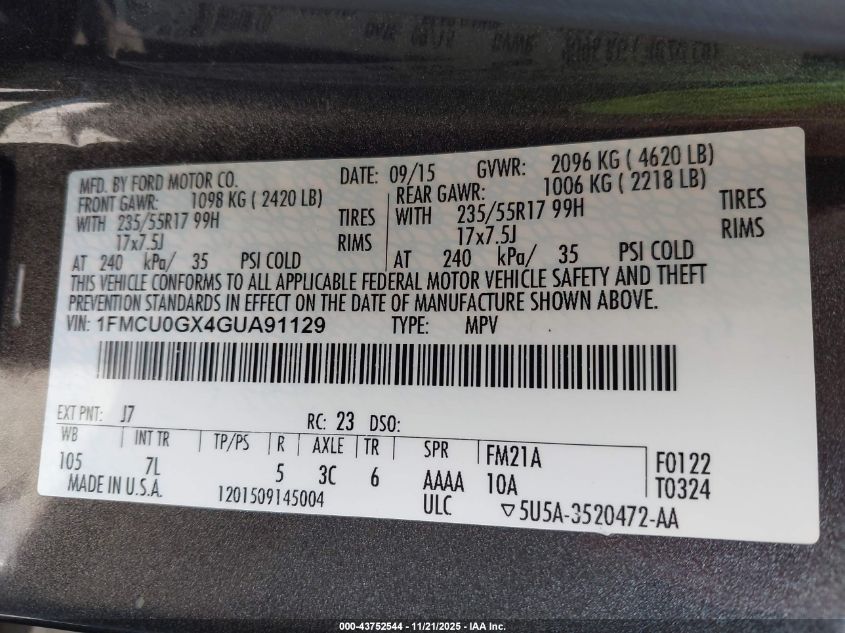 MFD. BY FORD MOTOR CO. DATE: 09/15 GVWR: 2096 KG ( 4620 LB)
FRONT GAWR: 1098 KG ( 2420 LB) REAR GAWR: 1006 KG ( 2218 LB)
WITH 235/55R17 99H TIRES WITH 235/55R17 99H TIRES
17x7.5J RIMS 17x7.5J RIMS
AT 240 kPa/ 35 PSI COLD AT 240 kPa/ 35 PSI COLD
THIS VEHICLE CONFORMS TO ALL APPLICABLE FEDERAL MOTOR VEHICLE SAFETY AND THEFT
PREVENTION STANDARDS IN EFFECT ON THE DATE OF MANUFACTURE SHOWN ABOVE.
VIN: 1FMCU0GX4GUA91129 TYPE: MPV
EXT PNT: J7 RC: 23 DSO:
WB INT TR TP/PS R AXLE TR SPR FM21A F0122
105 7L 5 3C 6 AAAA 10A T0324
MADE IN U.S.A. 1201509145004 ULC ▽5U5A-3520472-AA
000-43752544 - 11/21/2025 - IAA Inc.